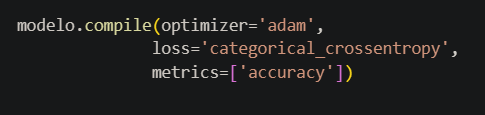 modelo.compile(optimizer='adam',
               loss='categorical_crossentropy',
               metrics=['accuracy'])